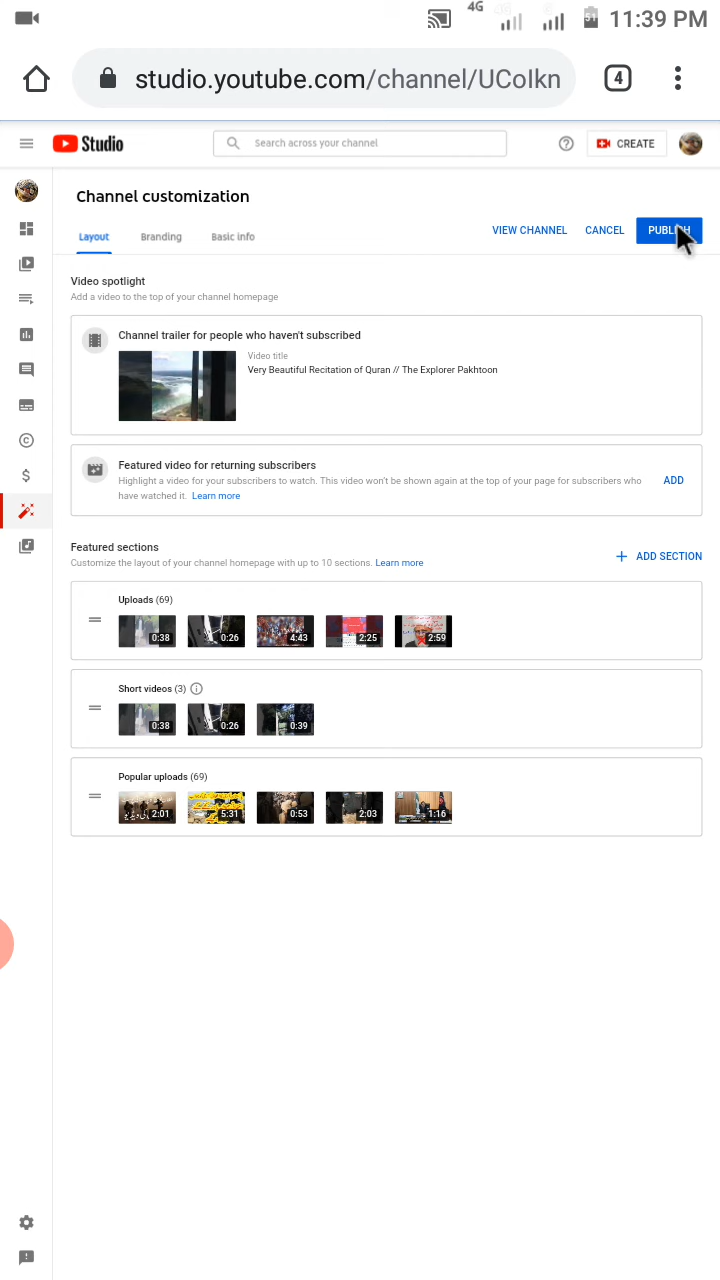 4G
51
11:39 PM
studio.youtube.com/channel/UCoIkn
4
Studio
Search across your channel
CREATE
Channel customization
Layout
Branding
Basic info
VIEW CHANNEL
CANCEL
PUBLISH
Video spotlight
Add a video to the top of your channel homepage
Channel trailer for people who haven't subscribed
Video title
Very Beautiful Recitation of Quran // The Explorer Pakhtoon
Featured video for returning subscribers
Highlight a video for your subscribers to watch. This video won't be shown again at the top of your page for subscribers who
have watched it. Learn more
ADD
Featured sections
Customize the layout of your channel homepage with up to 10 sections. Learn more
ADD SECTION
Uploads (69)
0:38
0:26
4:43
2:25
2:59
Short videos (3)
0:38
0:26
0:39
Popular uploads (69)
2:01
5:31
0:53
2:03
1:16